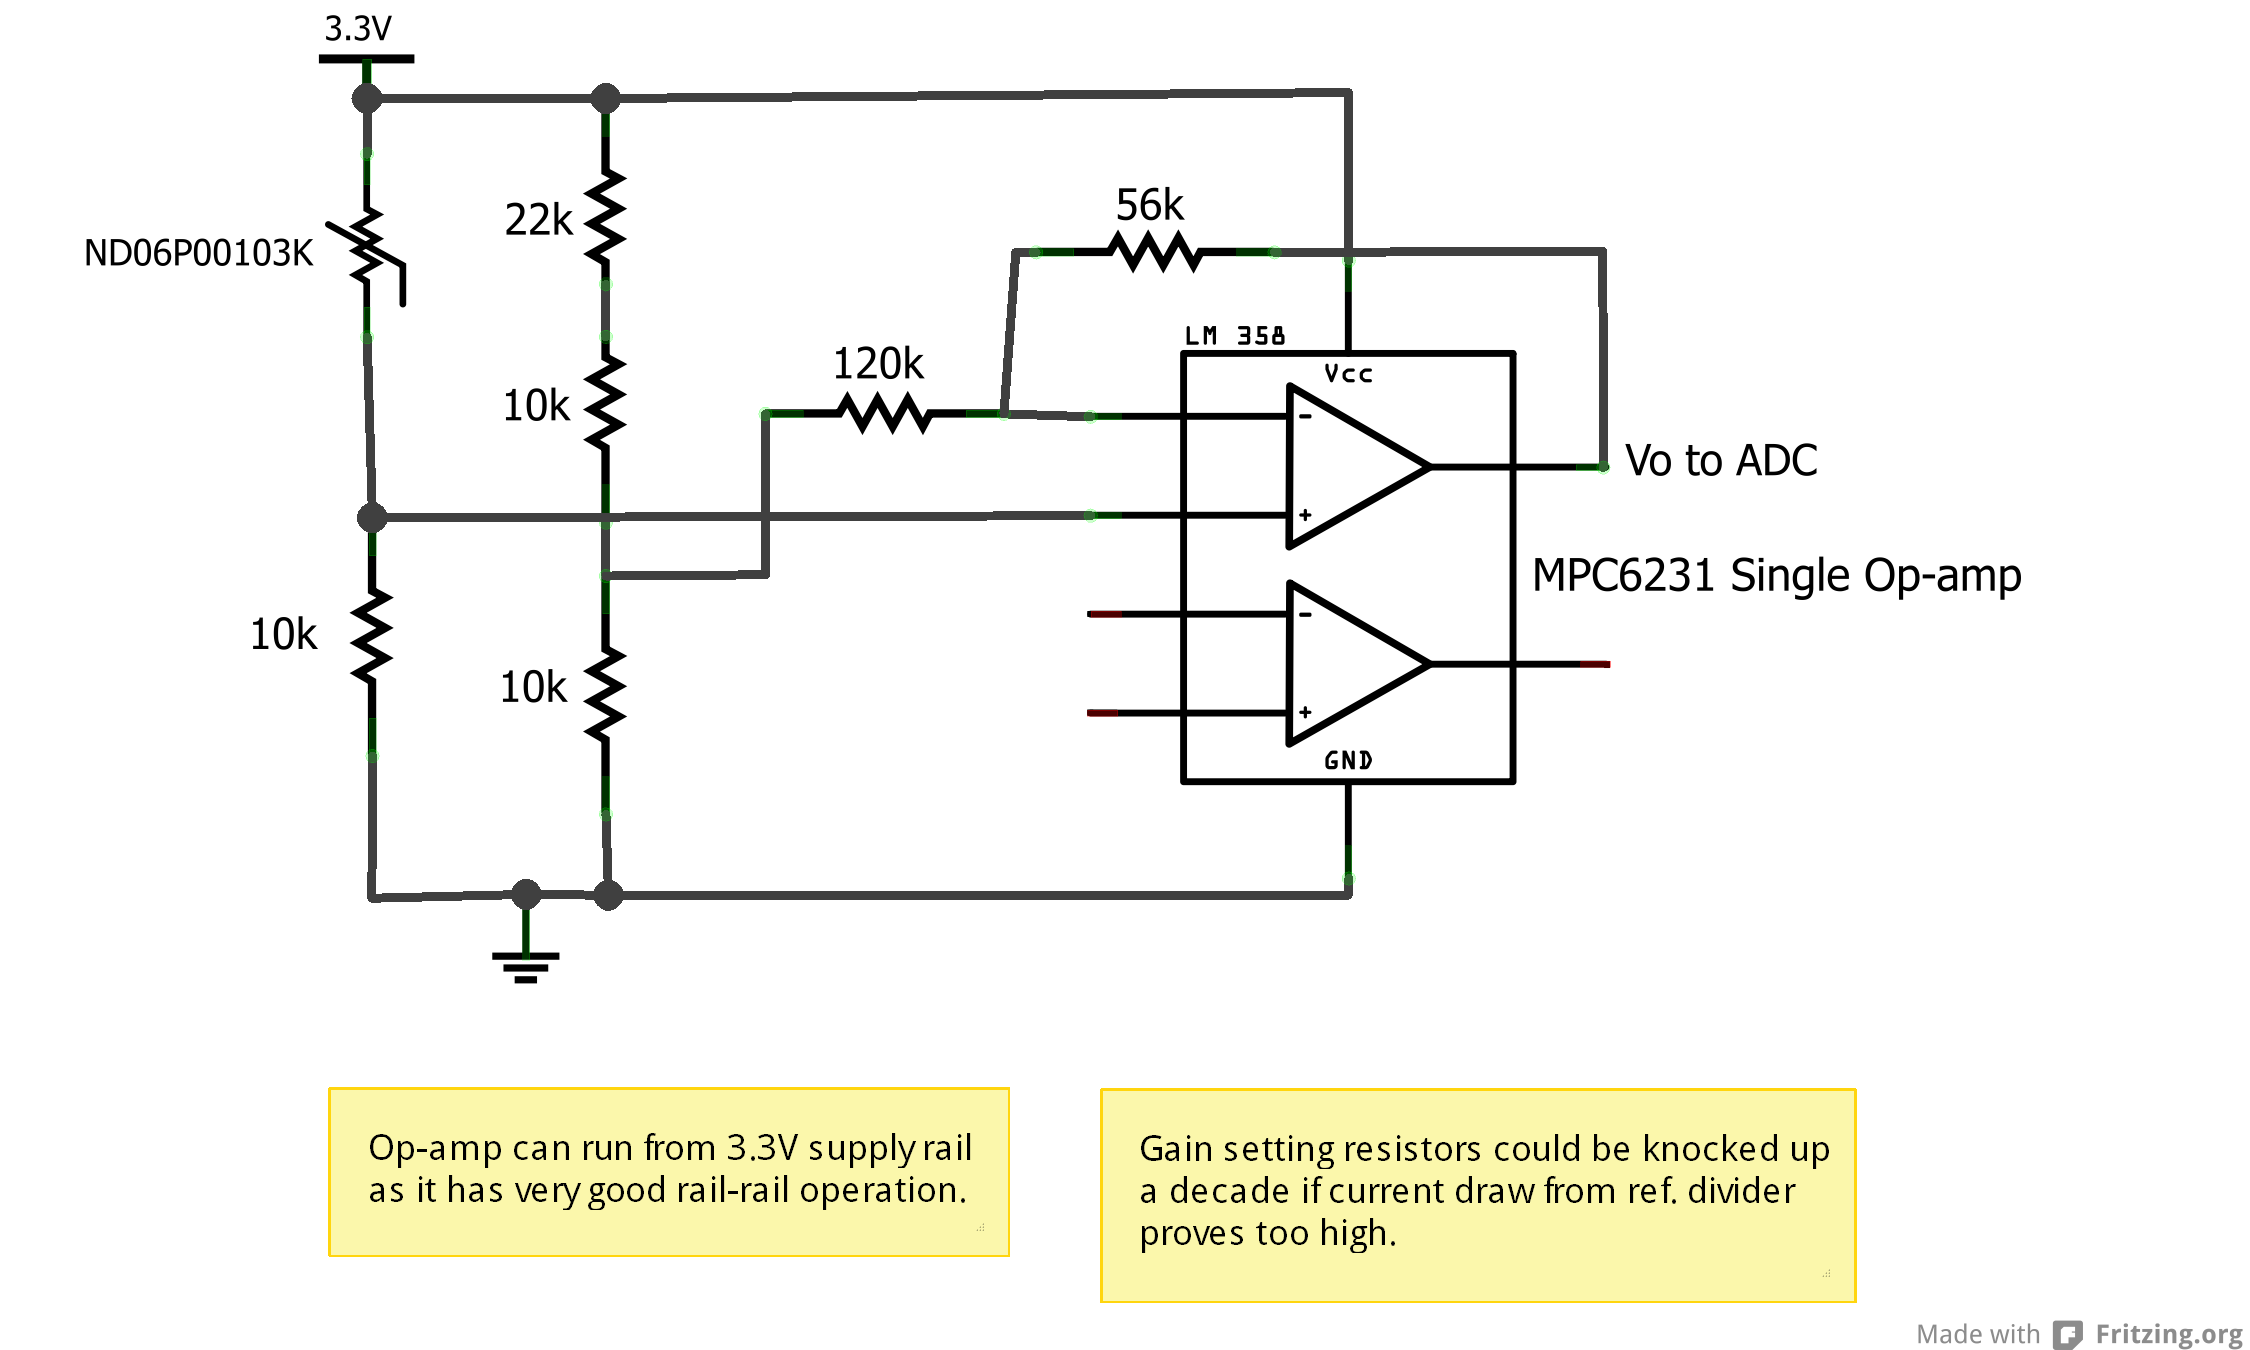 3.3V
56k
22k
ND06P00103K
LM 358
120k
Vcc
10k
-
Vo to ADC
+
MPC6231 Single Op-amp
10k
-
10k
+
GND
Op-amp can run from 3.3V supply rail
as it has very good rail-rail operation.
Gain setting resistors could be knocked up
a decade if current draw from ref. divider
proves too high.
Made with Fritzing.org